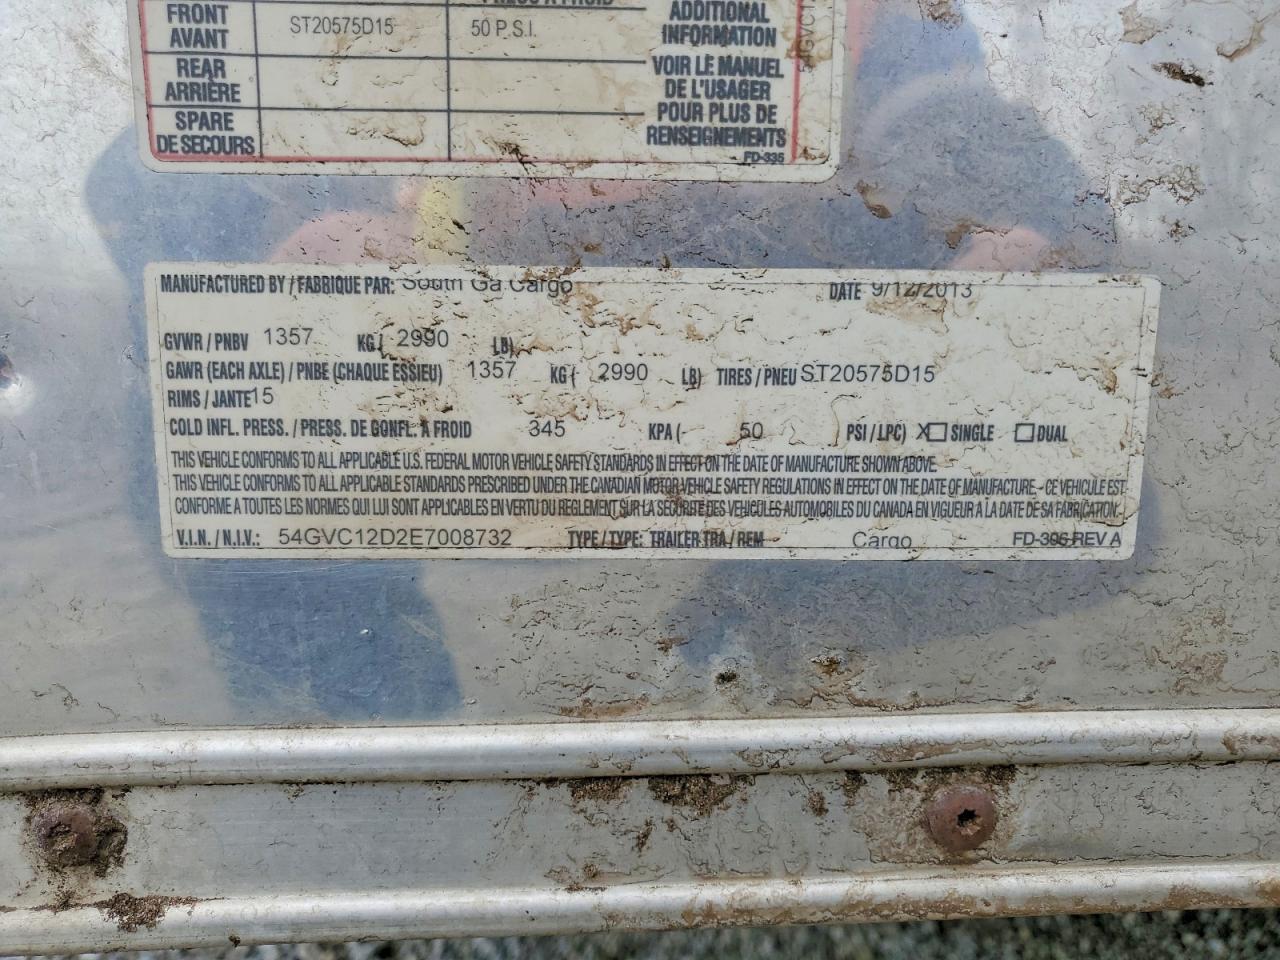 FRONT AVANT ST20575D15 50 P.S.I.
REAR ARRIÈRE
SPARE DE SECOURS
ADDITIONAL
INFORMATION
VOIR LE MANUEL
DE L'USAGER
POUR PLUS DE
RENSEIGNEMENTS
FD-335
MANUFACTURED BY / FABRIQUE PAR: South Ga Cargo DATE 9/12/2013
GVWR / PNBV 1357 KG ( 2990 LB)
GAWR (EACH AXLE) / PNBE (CHAQUE ESSIEU) 1357 KG ( 2990 LB) TIRES / PNEU ST20575D15
RIMS / JANTE 15
COLD INFL. PRESS. / PRESS. DE GONFL. A FROID 345 KPA ( 50 PSI / LPC) X☐ SINGLE ☐ DUAL
THIS VEHICLE CONFORMS TO ALL APPLICABLE U.S. FEDERAL MOTOR VEHICLE SAFETY STANDARDS IN EFFECT ON THE DATE OF MANUFACTURE SHOWN ABOVE.
THIS VEHICLE CONFORMS TO ALL APPLICABLE STANDARDS PRESCRIBED UNDER THE CANADIAN MOTOR VEHICLE SAFETY REGULATIONS IN EFFECT ON THE DATE OF MANUFACTURE - CE VEHICULE EST
CONFORME A TOUTES LES NORMES QUI LUI SONT APPLICABLES EN VERTU DU REGLEMENT SUR LA SECURITE DES VEHICULES AUTOMOBILES DU CANADA EN VIGUEUR A LA DATE DE SA FABRICATION.
V.I.N. / N.I.V.: 54GVC12D2E7008732 TYPE / TYPE: TRAILER TRA / REM Cargo FD-306 REV A